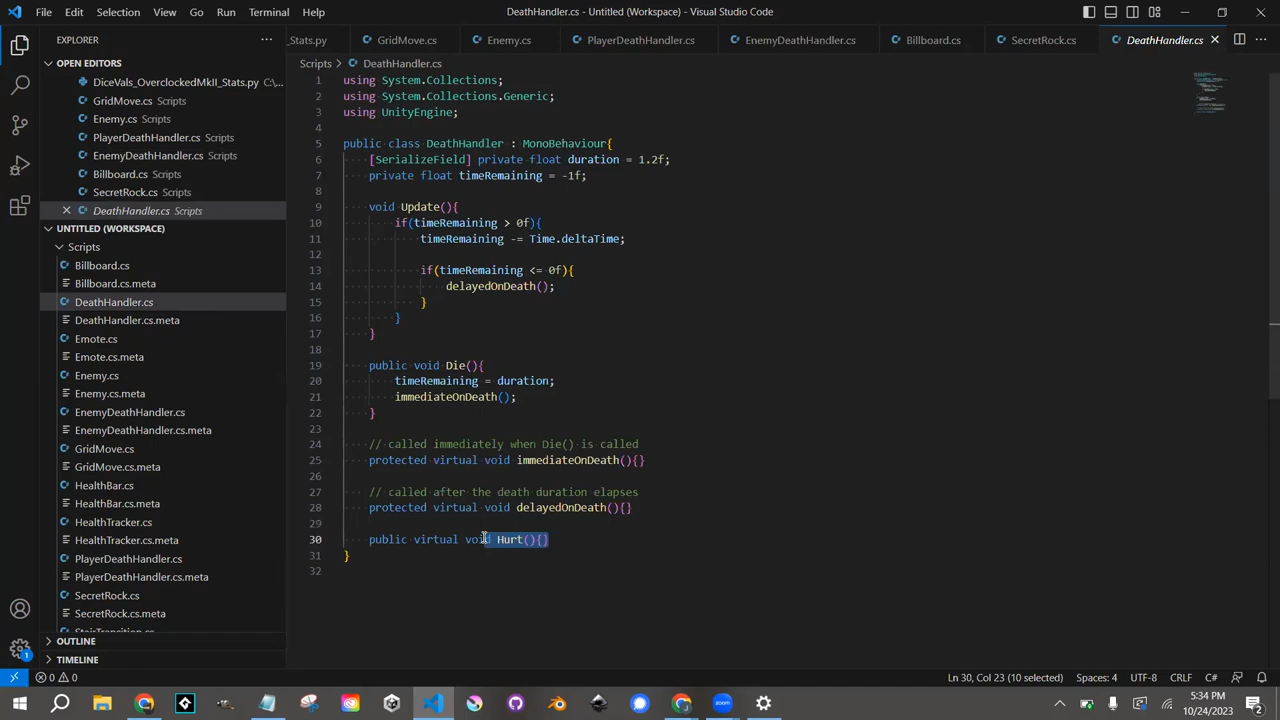 File Edit Selection View Go Run Terminal Help
DeathHandler.cs - Untitled (Workspace) - Visual Studio Code
EXPLORER
OPEN EDITORS
DiceVals_OverclockedMkII_Stats.py C:\...
GridMove.cs Scripts
Enemy.cs Scripts
PlayerDeathHandler.cs Scripts
EnemyDeathHandler.cs Scripts
Billboard.cs Scripts
SecretRock.cs Scripts
DeathHandler.cs Scripts
UNTITLED (WORKSPACE)
Scripts
Billboard.cs
Billboard.cs.meta
DeathHandler.cs
DeathHandler.cs.meta
Emote.cs
Emote.cs.meta
Enemy.cs
Enemy.cs.meta
EnemyDeathHandler.cs
EnemyDeathHandler.cs.meta
GridMove.cs
GridMove.cs.meta
HealthBar.cs
HealthBar.cs.meta
HealthTracker.cs
HealthTracker.cs.meta
PlayerDeathHandler.cs
PlayerDeathHandler.cs.meta
SecretRock.cs
SecretRock.cs.meta
StairTransition.cs
OUTLINE
TIMELINE
_Stats.py GridMove.cs Enemy.cs PlayerDeathHandler.cs EnemyDeathHandler.cs Billboard.cs SecretRock.cs DeathHandler.cs
Scripts > DeathHandler.cs
1 using System.Collections;
2 using System.Collections.Generic;
3 using UnityEngine;
4
5 public class DeathHandler : MonoBehaviour{
6 [SerializeField] private float duration = 1.2f;
7 private float timeRemaining = -1f;
8
9 void Update(){
10 if(timeRemaining > 0f){
11 timeRemaining -= Time.deltaTime;
12
13 if(timeRemaining <= 0f){
14 delayedOnDeath();
15 }
16 }
17 }
18
19 public void Die(){
20 timeRemaining = duration;
21 immediateOnDeath();
22 }
23
24 // called immediately when Die() is called
25 protected virtual void immediateOnDeath(){}
26
27 // called after the death duration elapses
28 protected virtual void delayedOnDeath(){}
29
30 public virtual void Hurt(){}
31 }
32
0 0 Ln 30, Col 23 (10 selected) Spaces: 4 UTF-8 CRLF C#
1
zoom
5:34 PM
10/24/2023
2